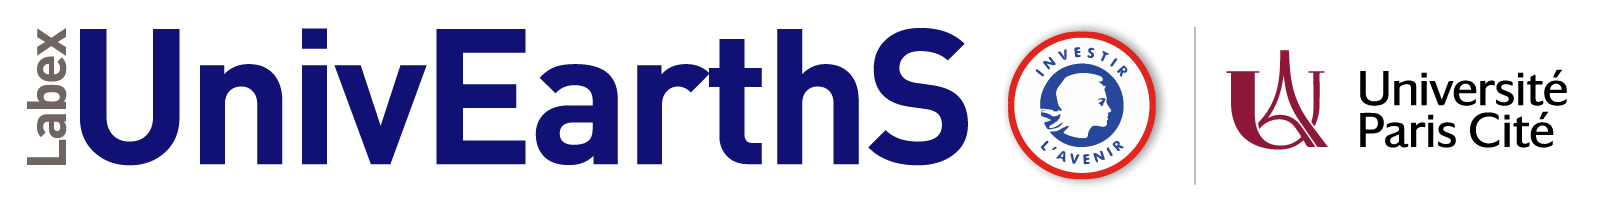 Labex
UnivEarthS
INVESTIR
L'AVENIR
Université
Paris Cité